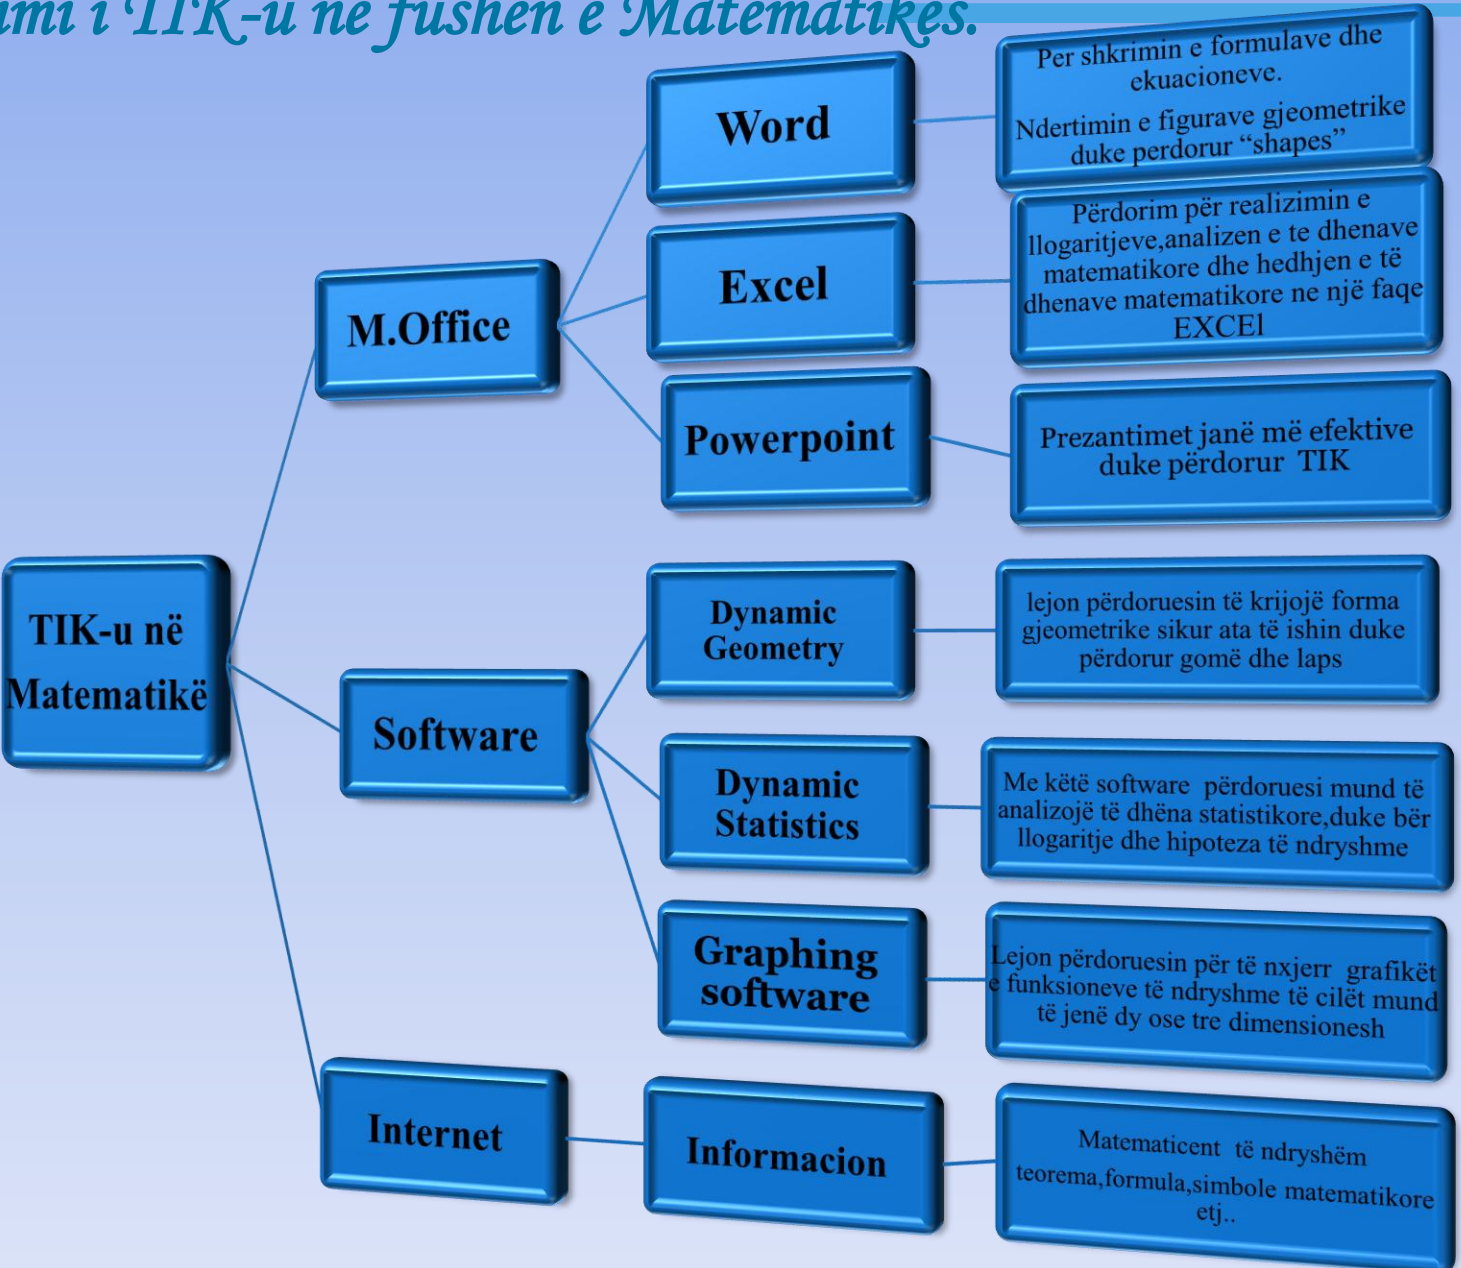 i TIK-u ne fushen e Matematikes.
TIK-u në
Matematikë
M.Office
Word
Per shkrimin e formulave dhe
ekuacioneve.
Ndertimin e figurave gjeometrike
duke perdorur “shapes”
Excel
Përdorim për realizimin e
llogaritjeve,analizen e te dhenave
matematikore dhe hedhjen e të
dhenave matematikore ne një faqe
EXCEl
Powerpoint
Prezantimet janë më efektive
duke përdorur TIK
Software
Dynamic
Geometry
lejon përdoruesin të krijojë forma
gjeometrike sikur ata të ishin duke
përdorur gomë dhe laps
Dynamic
Statistics
Me këtë software përdoruesi mund të
analizojë të dhëna statistikore,duke bër
llogaritje dhe hipoteza të ndryshme
Graphing
software
Lejon përdoruesin për të nxjerr grafikët
e funksioneve të ndryshme të cilët mund
të jenë dy ose tre dimensionesh
Internet
Informacion
Matematicent të ndryshëm
teorema,formula,simbole matematikore
etj..